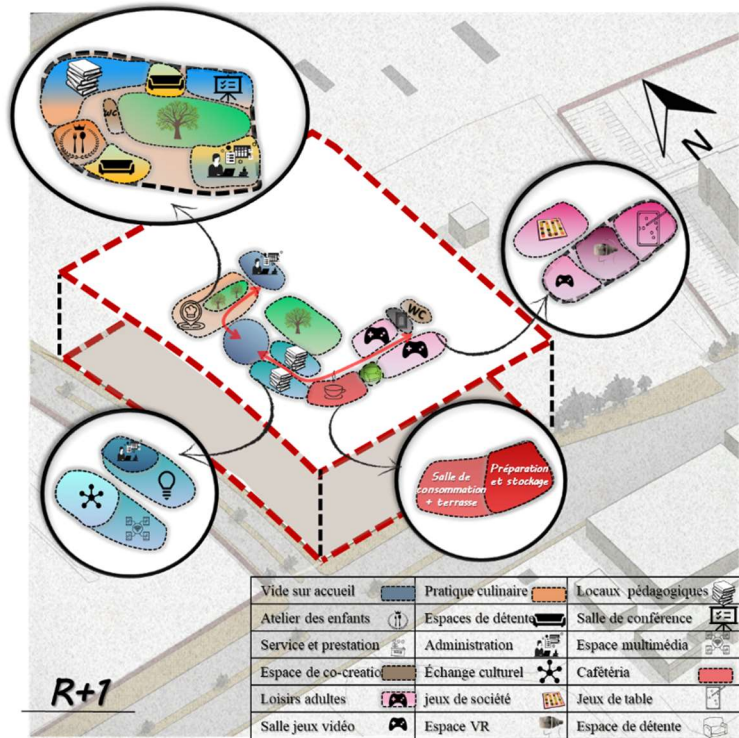 WC
N
WC
Salle de
consommation
+ terrasse
Préparation
et stockage
R+1
Vide sur accueil
Pratique culinaire
Locaux pédagogiques
Atelier des enfants
Espaces de détente
Salle de conférence
Service et prestation
Administration
Espace multimédia
Espace de co-creatio
Échange culturel
Cafétéria
Loisirs adultes
jeux de société
Jeux de table
Salle jeux vidéo
Espace VR
Espace de détente